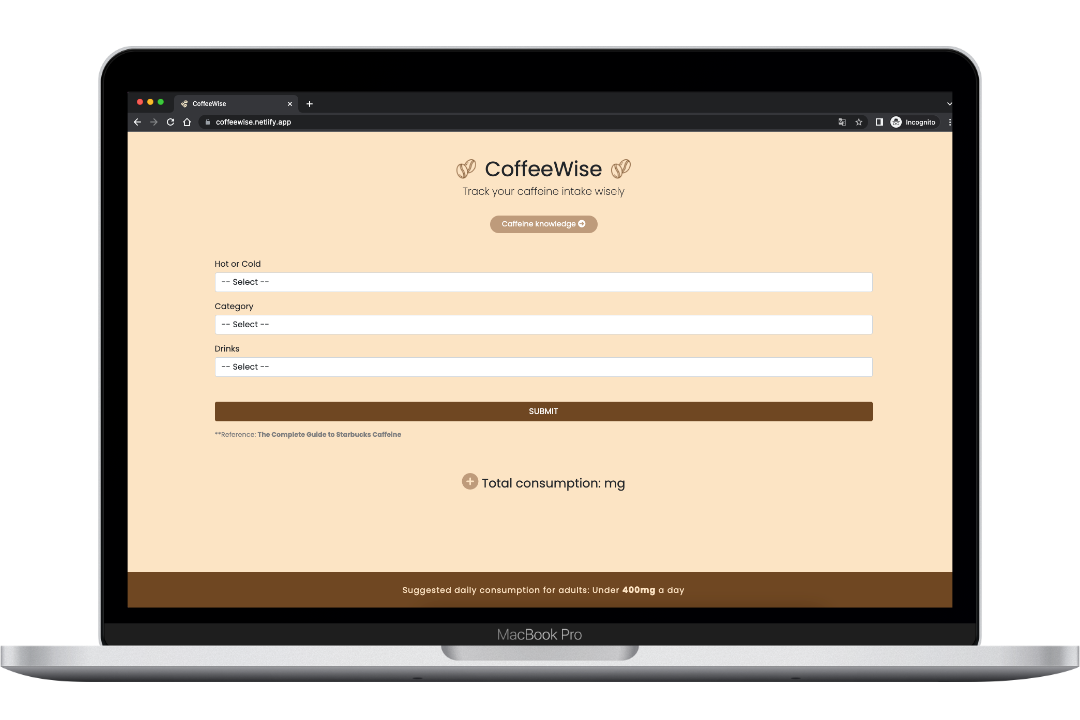 CoffeeWise
coffeewise.netlify.app
Incognito
CoffeeWise
Track your caffeine intake wisely
Caffeine knowledge
Hot or Cold
-- Select --
Category
-- Select --
Drinks
-- Select --
SUBMIT
**Reference: The Complete Guide to Starbucks Caffeine
Total consumption: mg
Suggested daily consumption for adults: Under 400mg a day
MacBook Pro